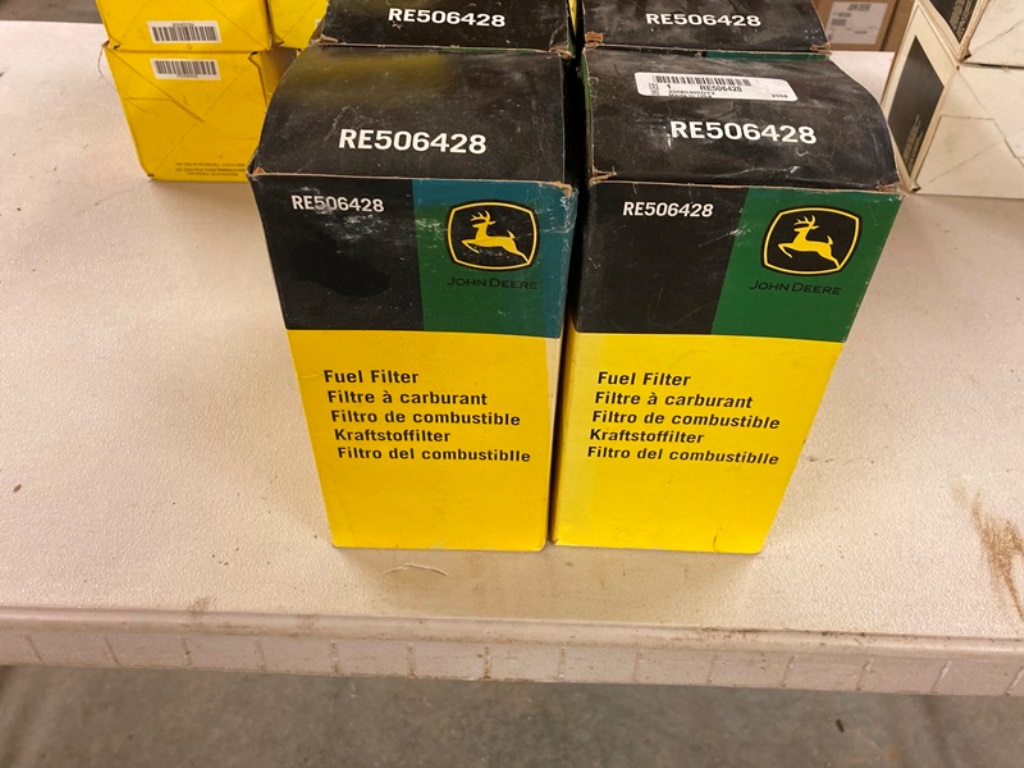 RE506428
RE506428
RE506428
1 RE506428
RE506428
RE506428
JOHN DEERE
Fuel Filter
Filtre à carburant
Filtro de combustible
Kraftstoffilter
Filtro del combustiblle
RE506428
JOHN DEERE
Fuel Filter
Filtre à carburant
Filtro de combustible
Kraftstoffilter
Filtro del combustiblle